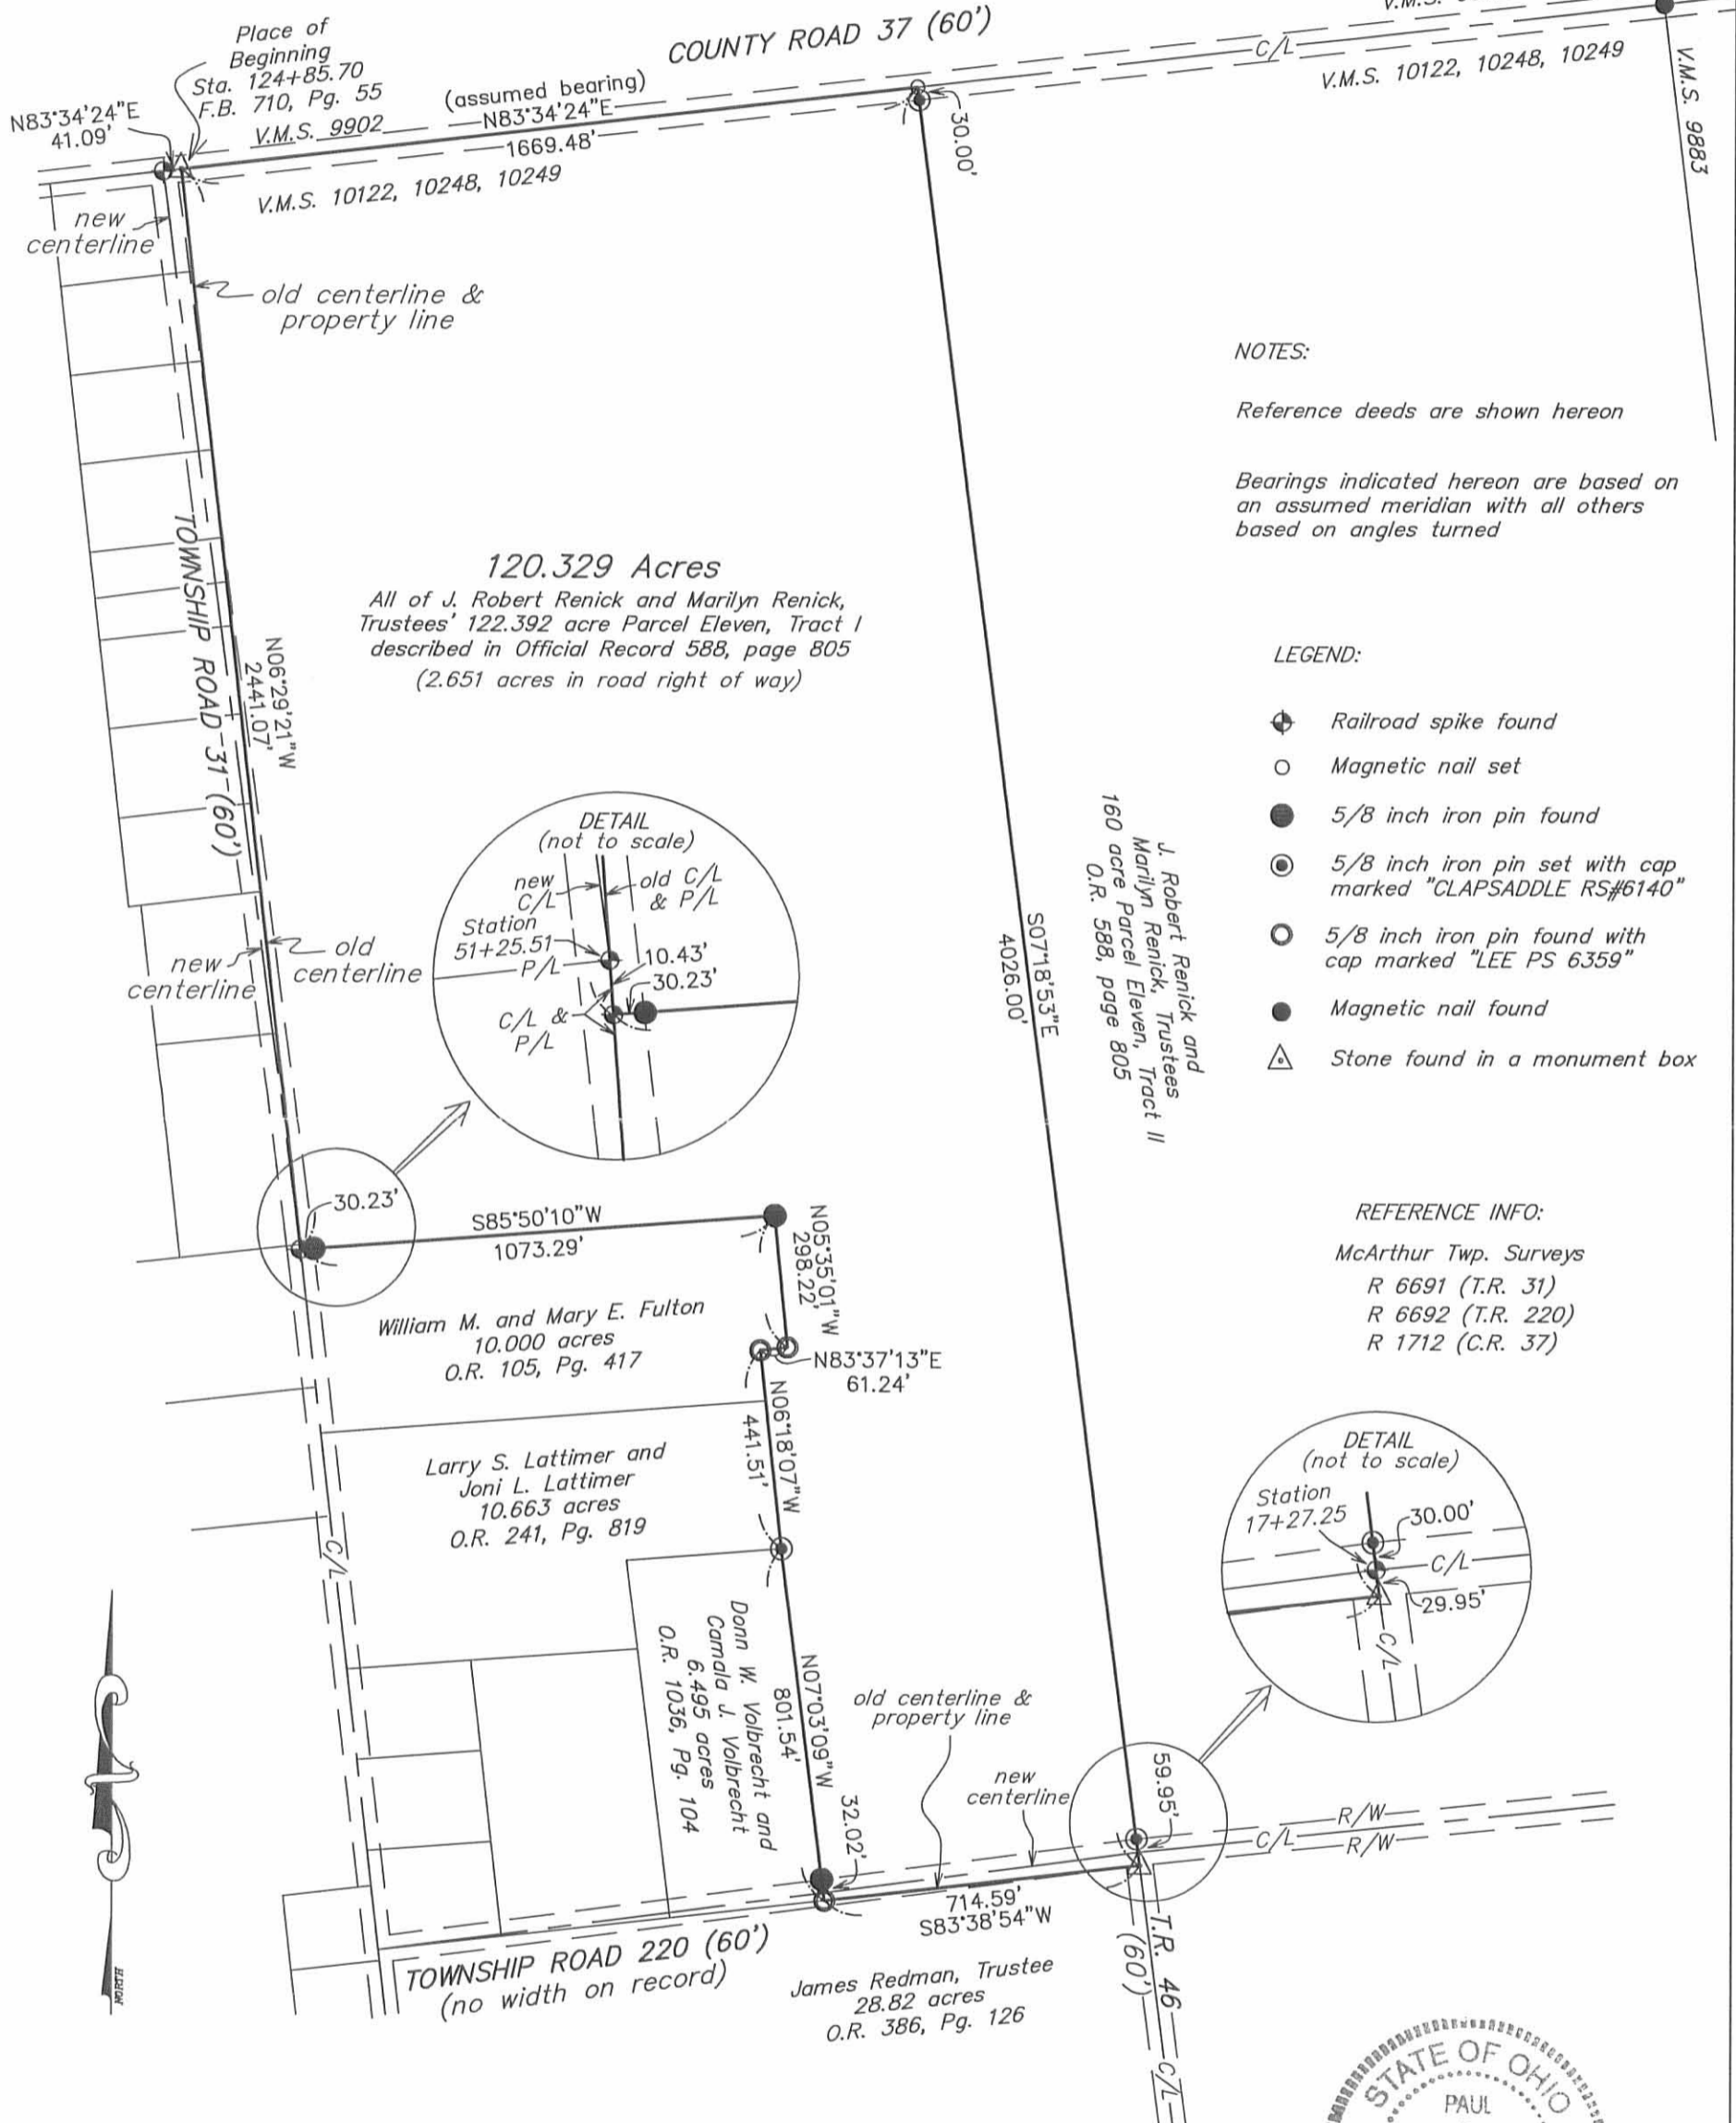 Place of
Beginning
Sta. 124+85.70
F.B. 710, Pg. 55
N83°34'24"E
41.09'
V.M.S. 9902
(assumed bearing)
N83°34'24"E
1669.48'
V.M.S. 10122, 10248, 10249
COUNTY ROAD 37 (60')
C/L
V.M.S. 10122, 10248, 10249
V.M.S. 9883
30.00'
new
centerline
old centerline &
property line
TOWNSHIP ROAD 31 (60')
N06°29'21"W
2441.07'
120.329 Acres
All of J. Robert Renick and Marilyn Renick,
Trustees' 122.392 acre Parcel Eleven, Tract I
described in Official Record 588, page 805
(2.651 acres in road right of way)
NOTES:
Reference deeds are shown hereon
Bearings indicated hereon are based on
an assumed meridian with all others
based on angles turned
LEGEND:
Railroad spike found
Magnetic nail set
5/8 inch iron pin found
5/8 inch iron pin set with cap
marked "CLAPSADDLE RS#6140"
5/8 inch iron pin found with
cap marked "LEE PS 6359"
Magnetic nail found
Stone found in a monument box
DETAIL
(not to scale)
new
C/L
old C/L
& P/L
Station
51+25.51
P/L
10.43'
30.23'
C/L &
P/L
new
centerline
old
centerline
S07°18'53"E
4026.00'
J. Robert Renick and
Marilyn Renick, Trustees
160 acre Parcel Eleven, Tract II
O.R. 588, page 805
30.23'
S85°50'10"W
1073.29'
N05°35'01"W
298.22'
N83°37'13"E
61.24'
William M. and Mary E. Fulton
10.000 acres
O.R. 105, Pg. 417
N06°18'07"W
441.51'
Larry S. Lattimer and
Joni L. Lattimer
10.663 acres
O.R. 241, Pg. 819
C/L
REFERENCE INFO:
McArthur Twp. Surveys
R 6691 (T.R. 31)
R 6692 (T.R. 220)
R 1712 (C.R. 37)
DETAIL
(not to scale)
Station
17+27.25
30.00'
C/L
29.95'
C/L
Donn W. Volbrecht and
Camala J. Volbrecht
6.495 acres
O.R. 1036, Pg. 104
N07°03'09"W
801.54'
32.02'
old centerline &
property line
new
centerline
59.95'
R/W
C/L
R/W
714.59'
S83°38'54"W
TOWNSHIP ROAD 220 (60')
(no width on record)
James Redman, Trustee
28.82 acres
O.R. 386, Pg. 126
T.R. 46
(60')
C/L
NORTH
STATE OF OHIO
PAUL